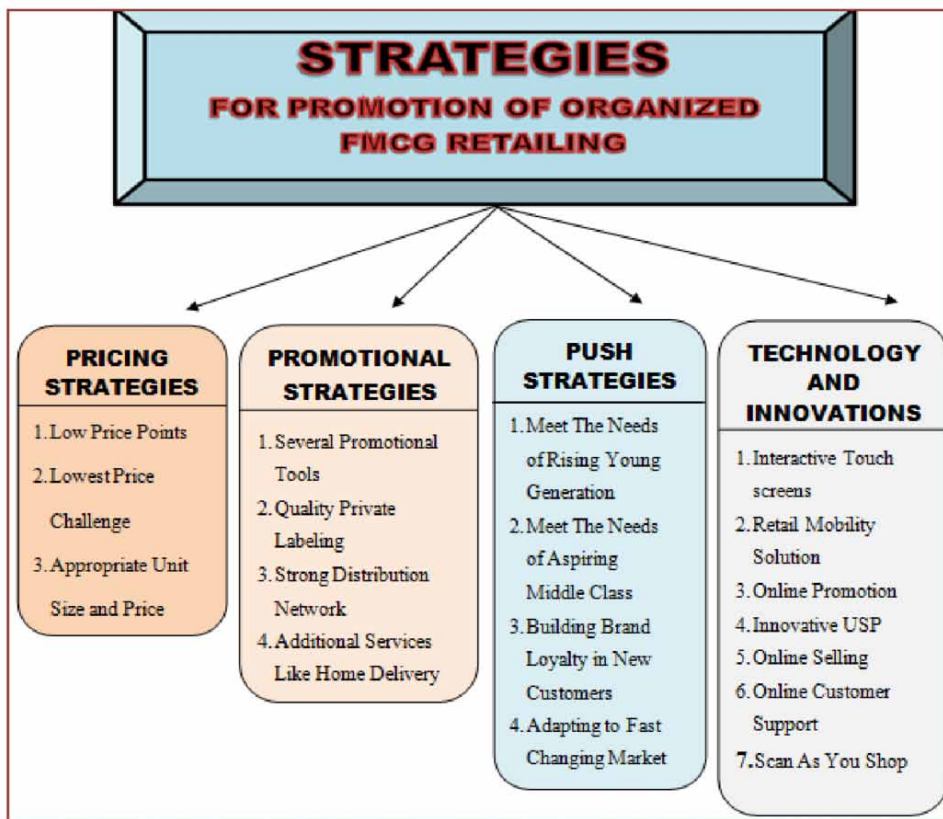 STRATEGIES
FOR PROMOTION OF ORGANIZED
FMCG RETAILING
PRICING
STRATEGIES
1. Low Price Points
2. Lowest Price
Challenge
3. Appropriate Unit
Size and Price
PROMOTIONAL
STRATEGIES
1. Several Promotional
Tools
2. Quality Private
Labeling
3. Strong Distribution
Network
4. Additional Services
Like Home Delivery
PUSH
STRATEGIES
1. Meet The Needs
of Rising Young
Generation
2. Meet The Needs
of Aspiring
Middle Class
3. Building Brand
Loyalty in New
Customers
4. Adapting to Fast
Changing Market
TECHNOLOGY
AND
INNOVATIONS
1. Interactive Touch
screens
2. Retail Mobility
Solution
3. Online Promotion
4. Innovative USP
5. Online Selling
6. Online Customer
Support
7. Scan As You Shop